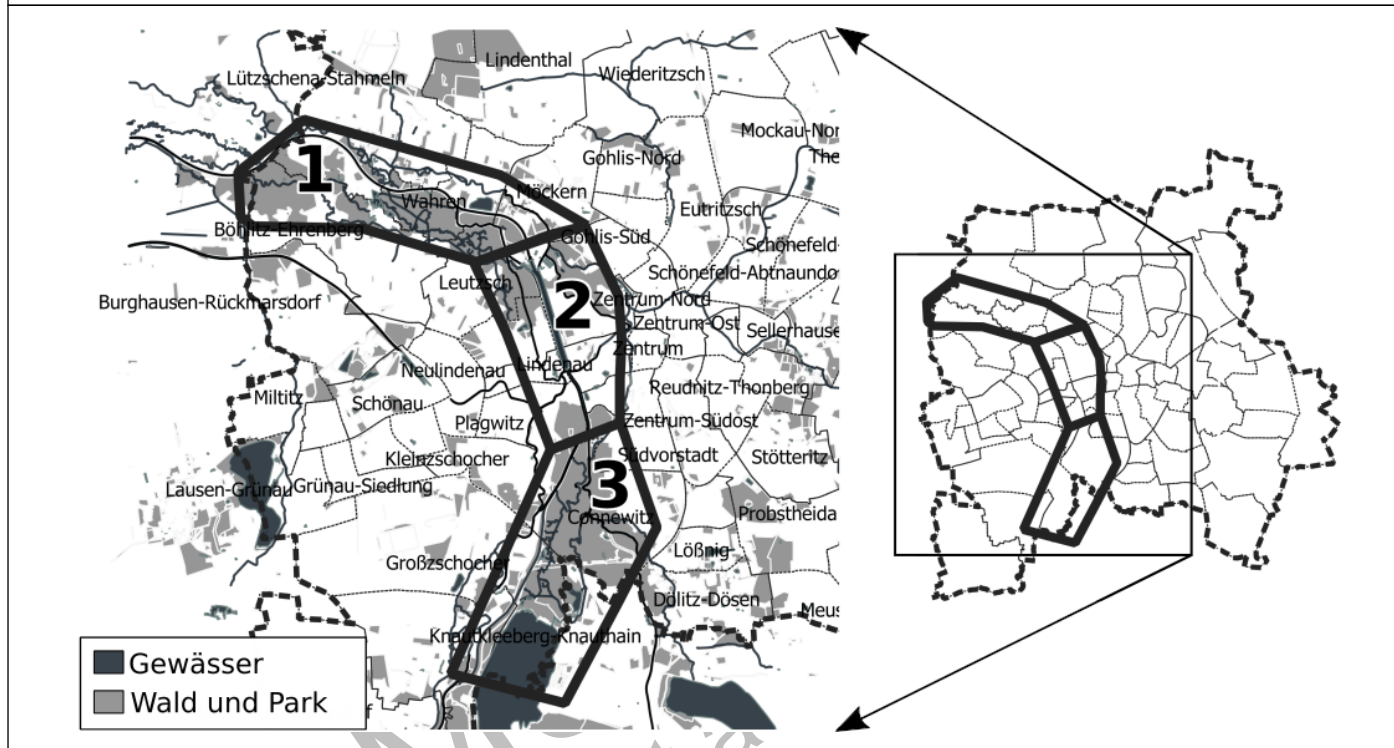 Lindenthal
Lützschena-Stahmeln
Wiederitzsch
Mockau-Nor
The
1
Gohlis-Nord
Möckern
Wahren
Eutritzsch
Böhlitz-Ehrenberg
Gohlis-Süd
Schönefeld-
Schönefeld-Abtnaundo
Leutzsch
Burghausen-Rückmarsdorf
2
Zentrum-Nord
Zentrum-Ost
Sellerhause
Zentrum
Lindenau
Neulindenau
Reudnitz-Thonberg
Miltitz
Schönau
Plagwitz
Zentrum-Südost
Südvorstadt
Stötteritz
Kleinzschocher
Lausen-Grünau
Grünau-Siedlung
3
Connewitz
Probstheida
Lößnig
Großzschocher
Dölitz-Dösen
Meus
Knautkleeberg-Knauthain
Gewässer
Wald und Park